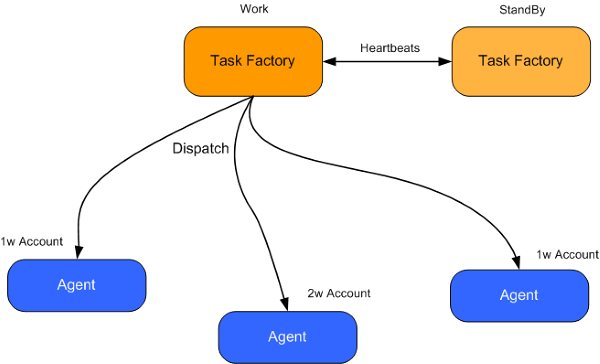 Work
StandBy
Task Factory
Heartbeats
Task Factory
Dispatch
1w Account
Agent
2w Account
Agent
1w Account
Agent